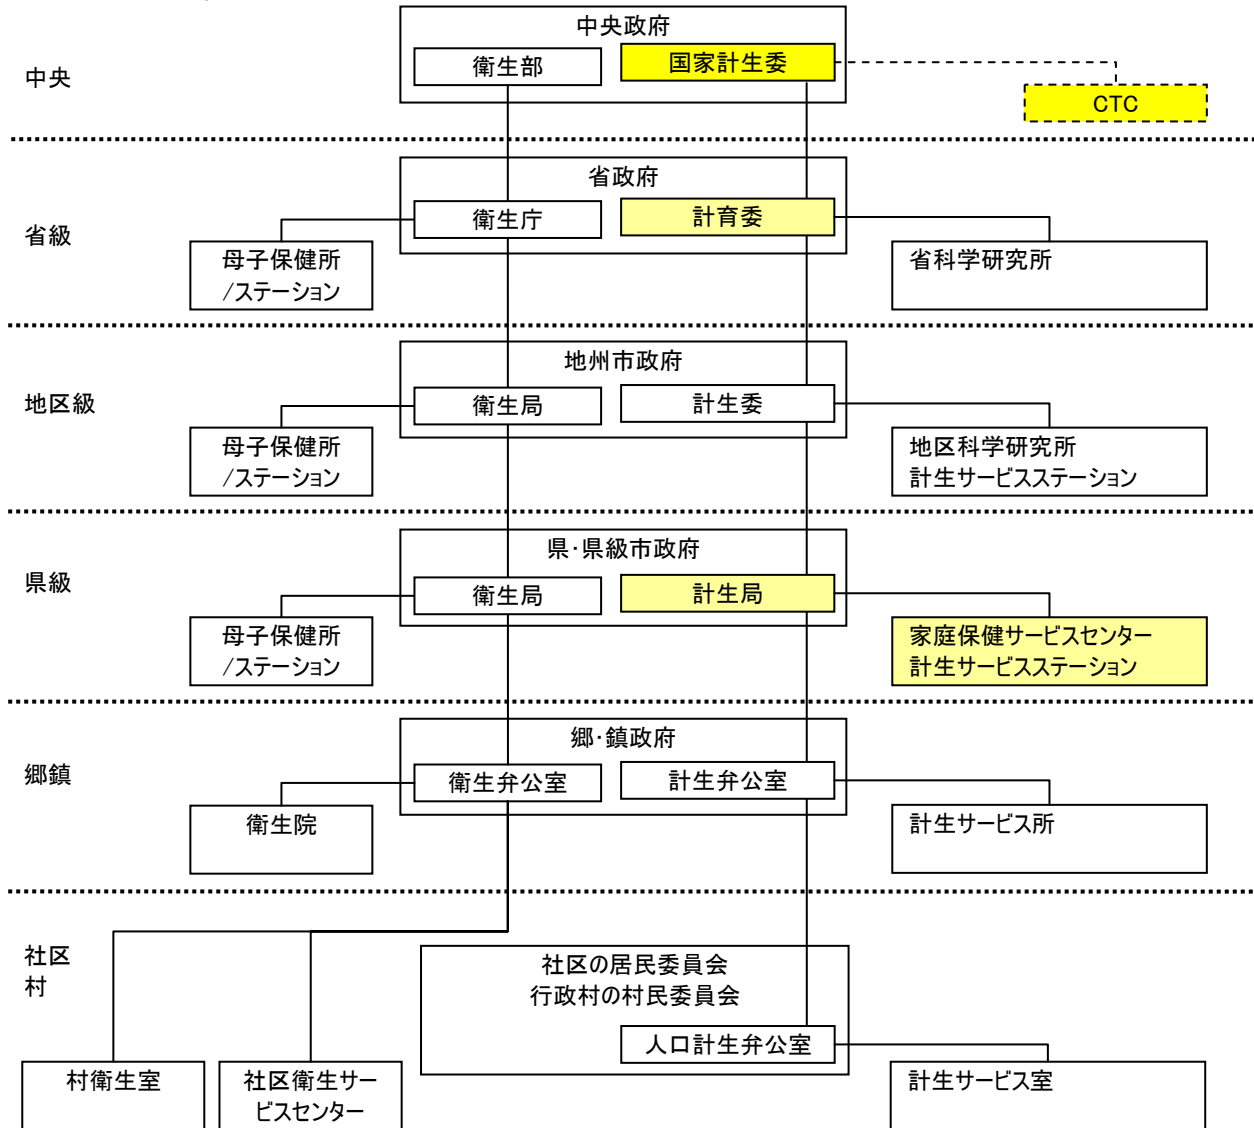 中央政府
中央
衛生部
国家計生委
CTC
省政府
省級
衛生庁
計育委
母子保健所
/ステーション
省科学研究所
地州市政府
地区級
衛生局
計生委
母子保健所
/ステーション
地区科学研究所
計生サービスステーション
県・県級市政府
県級
衛生局
計生局
母子保健所
/ステーション
家庭保健サービスセンター
計生サービスステーション
郷・鎮政府
郷鎮
衛生弁公室
計生弁公室
衛生院
計生サービス所
社区
村
社区の居民委員会
行政村の村民委員会
人口計生弁公室
村衛生室
社区衛生サー
ビスセンター
計生サービス室